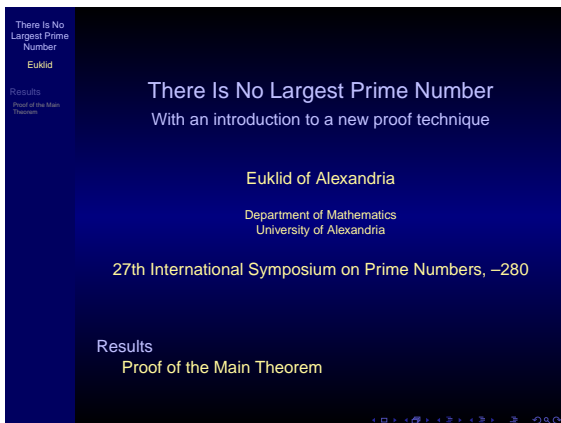 There Is No
Largest Prime
Number
Euklid
Results
Proof of the Main
Theorem
There Is No Largest Prime Number
With an introduction to a new proof technique
Euklid of Alexandria
Department of Mathematics
University of Alexandria
27th International Symposium on Prime Numbers, –280
Results
Proof of the Main Theorem